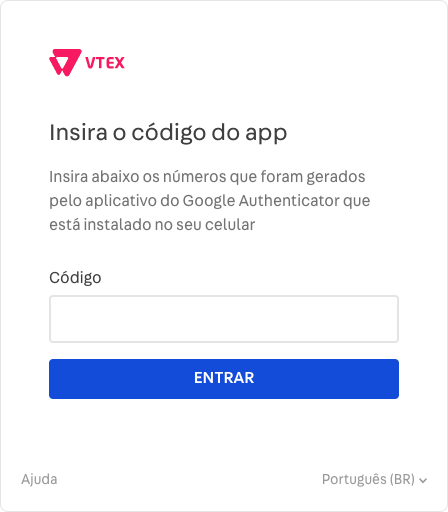 VTEX
Insira o código do app
Insira abaixo os números que foram gerados
pelo aplicativo do Google Authenticator que
está instalado no seu celular
Código
ENTRAR
Ajuda
Português (BR)